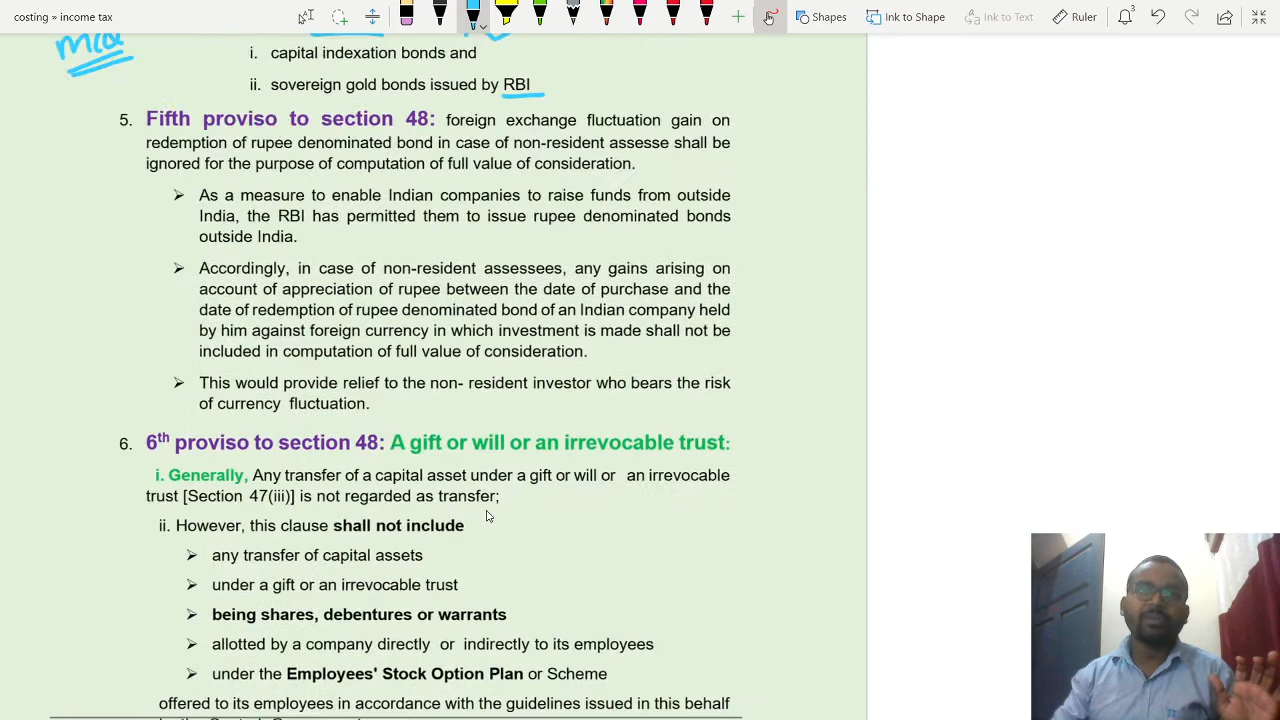 costing » income tax
Shapes
Ink to Shape
Ink to Text
Ruler
i. capital indexation bonds and
ii. sovereign gold bonds issued by RBI
5. Fifth proviso to section 48: foreign exchange fluctuation gain on
redemption of rupee denominated bond in case of non-resident assesse shall be
ignored for the purpose of computation of full value of consideration.
➢ As a measure to enable Indian companies to raise funds from outside
India, the RBI has permitted them to issue rupee denominated bonds
outside India.
➢ Accordingly, in case of non-resident assessees, any gains arising on
account of appreciation of rupee between the date of purchase and the
date of redemption of rupee denominated bond of an Indian company held
by him against foreign currency in which investment is made shall not be
included in computation of full value of consideration.
➢ This would provide relief to the non- resident investor who bears the risk
of currency fluctuation.
6. 6th proviso to section 48: A gift or will or an irrevocable trust:
i. Generally, Any transfer of a capital asset under a gift or will or an irrevocable
trust [Section 47(iii)] is not regarded as transfer;
ii. However, this clause shall not include
➢ any transfer of capital assets
➢ under a gift or an irrevocable trust
➢ being shares, debentures or warrants
➢ allotted by a company directly or indirectly to its employees
➢ under the Employees' Stock Option Plan or Scheme
offered to its employees in accordance with the guidelines issued in this behalf